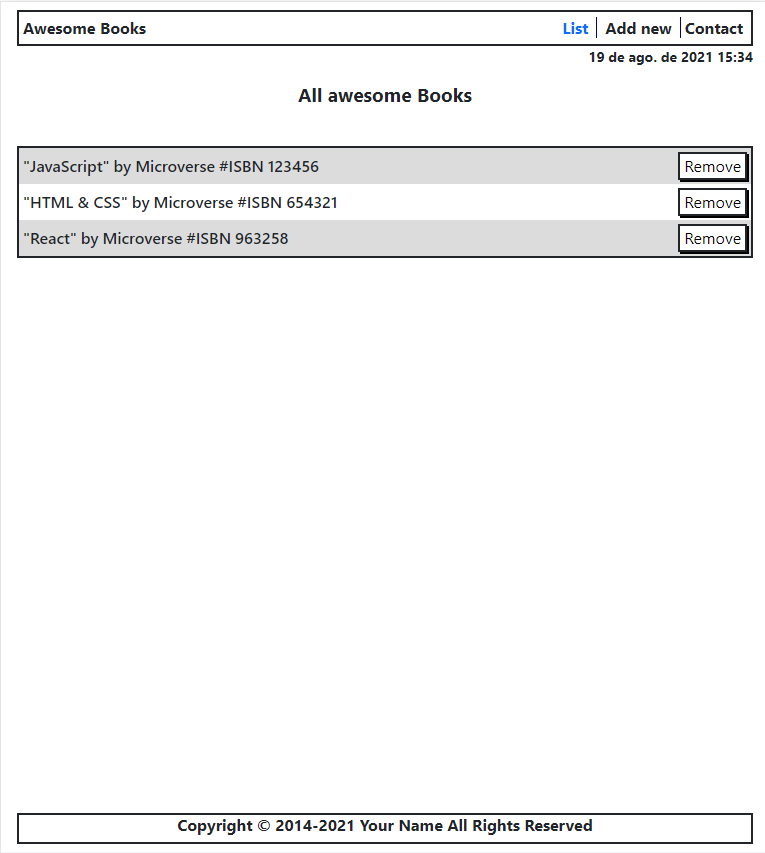 Awesome Books List Add new Contact
19 de ago. de 2021 15:34
All awesome Books
"JavaScript" by Microverse #ISBN 123456 Remove
"HTML & CSS" by Microverse #ISBN 654321 Remove
"React" by Microverse #ISBN 963258 Remove
Copyright © 2014-2021 Your Name All Rights Reserved